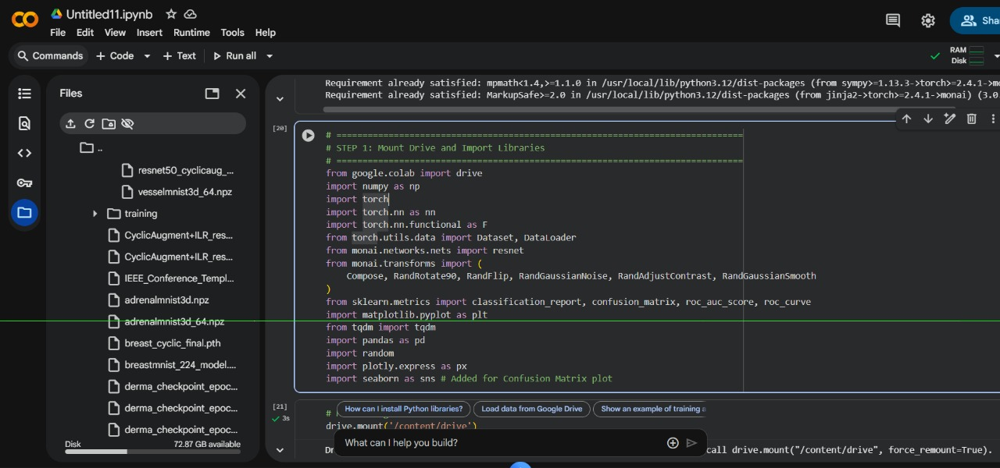 Untitled11.ipynb
File Edit View Insert Runtime Tools Help
Sha
Commands + Code + Text Run all
RAM
Disk
Files
..
resnet50_cyclicaug_...
vesselmnist3d_64.npz
training
CyclicAugment+ILR_res...
CyclicAugment+ILR_res...
IEEE_Conference_Templ...
adrenalmnist3d.npz
adrenalmnist3d_64.npz
breast_cyclic_final.pth
breastmnist_224_model....
derma_checkpoint_epoc...
derma_checkpoint_epoc...
derma_checkpoint_epoc...
Disk 72.87 GB available
Requirement already satisfied: mpmath<1.4,>=1.1.0 in /usr/local/lib/python3.12/dist-packages (from sympy>=1.13.3->torch>=2.4.1->mo
Requirement already satisfied: MarkupSafe>=2.0 in /usr/local/lib/python3.12/dist-packages (from jinja2->torch>=2.4.1->monai) (3.0.
[20]
# ==============================================================================
# STEP 1: Mount Drive and Import Libraries
# ==============================================================================
from google.colab import drive
import numpy as np
import torch
import torch.nn as nn
import torch.nn.functional as F
from torch.utils.data import Dataset, DataLoader
from monai.networks.nets import resnet
from monai.transforms import (
    Compose, RandRotate90, RandFlip, RandGaussianNoise, RandAdjustContrast, RandGaussianSmooth
)
from sklearn.metrics import classification_report, confusion_matrix, roc_auc_score, roc_curve
import matplotlib.pyplot as plt
from tqdm import tqdm
import pandas as pd
import random
import plotly.express as px
import seaborn as sns # Added for Confusion Matrix plot
[21]
3s
#
How can I install Python libraries? Load data from Google Drive Show an example of training a
drive.mount('/content/drive')
What can I help you build?
Dr call drive.mount("/content/drive", force_remount=True).